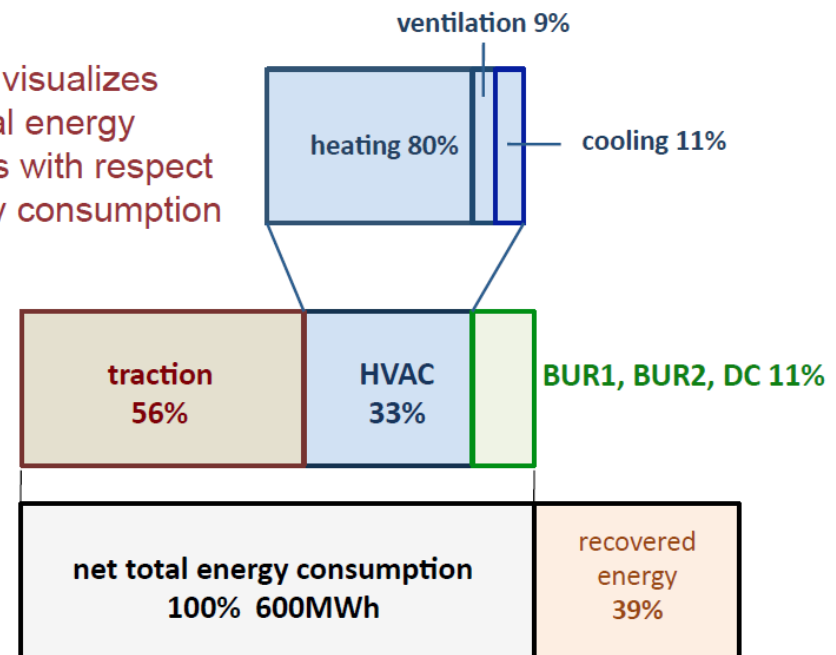 ventilation 9%
visualizes
al energy
s with respect
y consumption
heating 80%
cooling 11%
traction
56%
HVAC
33%
BUR1, BUR2, DC 11%
net total energy consumption
100% 600MWh
recovered
energy
39%